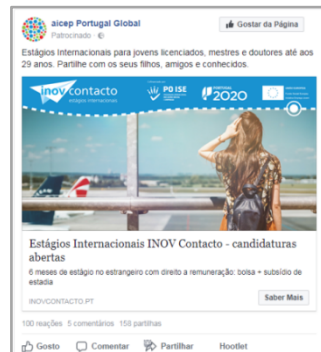 aicep Portugal Global
Patrocinado
Gostar da Página
Estágios Internacionais para jovens licenciados, mestres e doutores até aos
29 anos. Partilhe com os seus filhos, amigos e conhecidos.
inov contacto
estágios internacionais
PO ISE
PORTUGAL
2020
Estágios Internacionais INOV Contacto - candidaturas
abertas
6 meses de estágio no estrangeiro com direito a remuneração: bolsa + subsídio de
estadia
INOVCONTACTO.PT
Saber Mais
100 reações 5 comentários 158 partilhas
Gosto Comentar Partilhar Hootlet